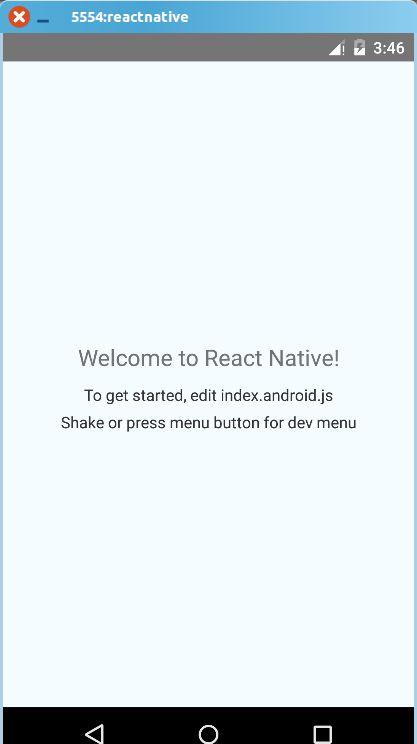 5554:reactnative
3:46
Welcome to React Native!
To get started, edit index.android.js
Shake or press menu button for dev menu